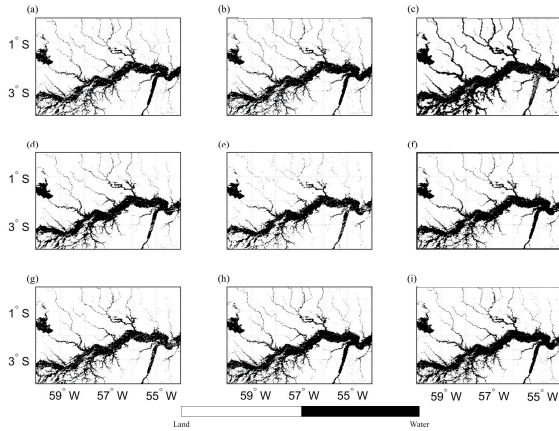 (a) (b) (c)
1° S
3° S
(d) (e) (f)
1° S
3° S
(g) (h) (i)
1° S
3° S
59° W 57° W 55° W 59° W 57° W 55° W 59° W 57° W 55° W
Land Water